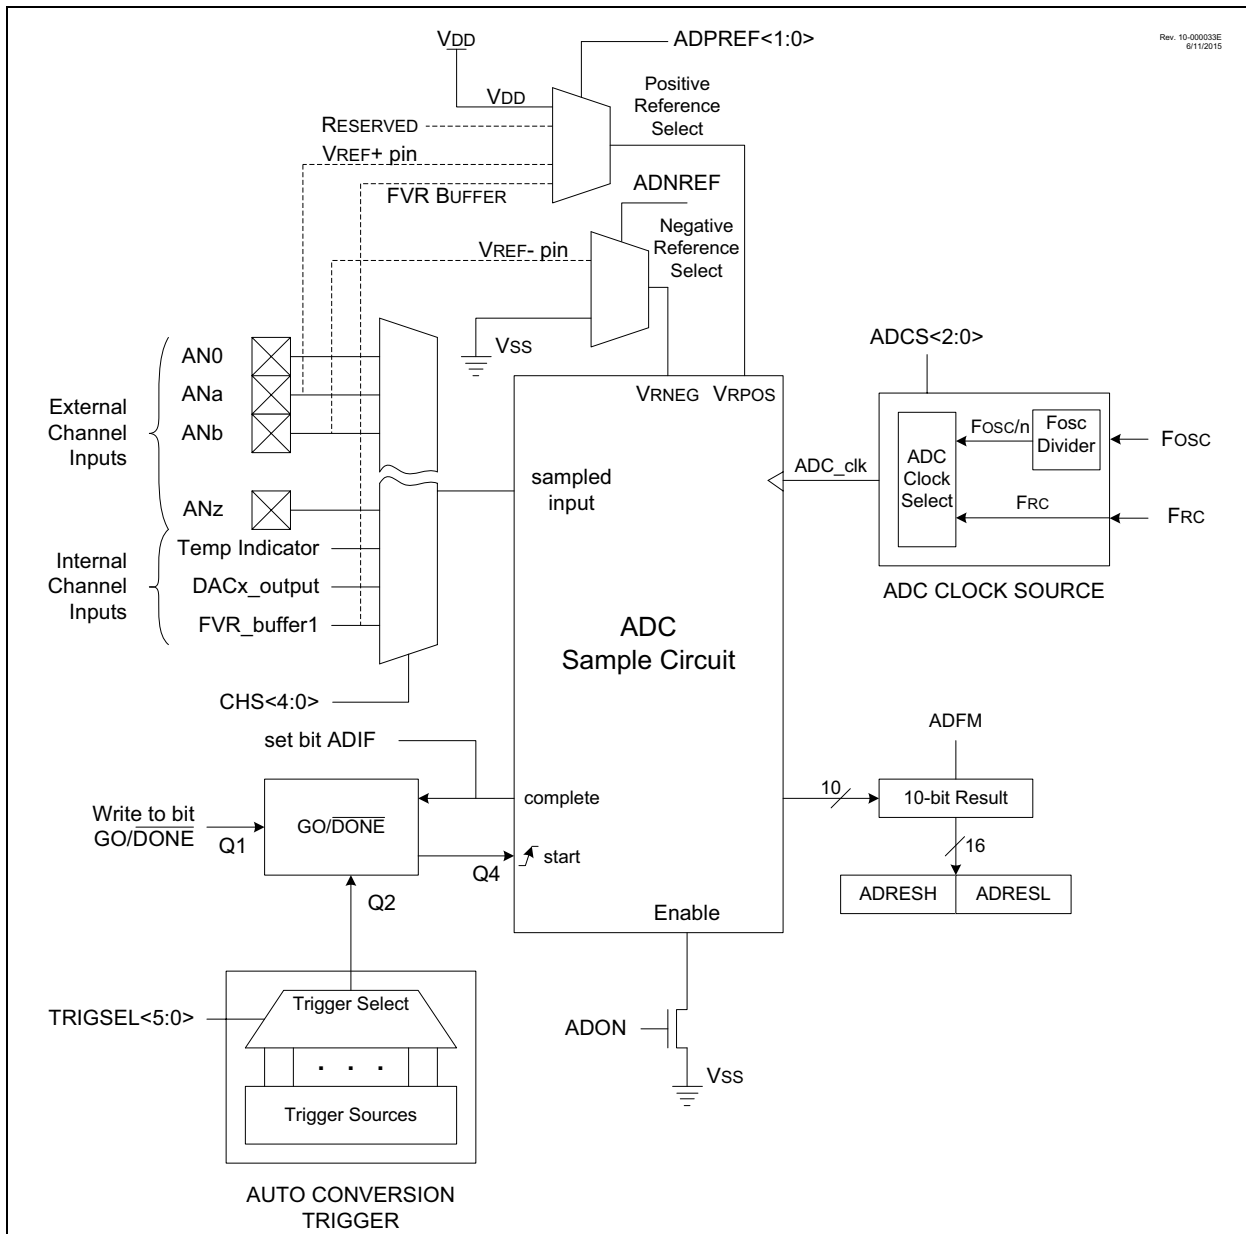 Rev. 10-000033E
6/11/2015
VDD
ADPREF<1:0>
VDD
Positive
Reference
Select
RESERVED
VREF+ pin
FVR BUFFER
ADNREF
Negative
Reference
Select
VREF- pin
VSS
ADCS<2:0>
External
Channel
Inputs
AN0
ANa
ANb
ANz
Internal
Channel
Inputs
Temp Indicator
DACx_output
FVR_buffer1
CHS<4:0>
VRNEG VRPOS
sampled
input
ADC_clk
ADC
Clock
Select
FOSC/n
Fosc
Divider
FOSC
FRC
FRC
ADC CLOCK SOURCE
ADC
Sample Circuit
set bit ADIF
complete
Write to bit
GO/DONE
Q1
GO/DONE
Q4
start
Q2
Enable
ADFM
10
10-bit Result
16
ADRESH
ADRESL
TRIGSEL<5:0>
Trigger Select
. . .
Trigger Sources
AUTO CONVERSION
TRIGGER
ADON
VSS